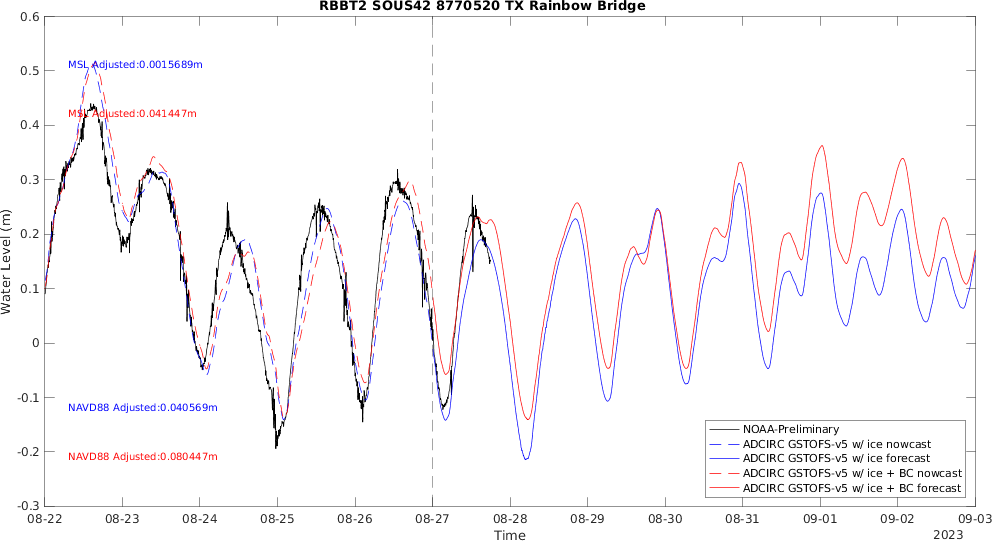 RBBT2 SOUS42 8770520 TX Rainbow Bridge
0.6
0.5
0.4
0.3
0.2
0.1
0
-0.1
-0.2
-0.3
Water Level (m)
MSL Adjusted:0.0015689m
MSL Adjusted:0.041447m
NAVD88 Adjusted:0.040569m
NAVD88 Adjusted:0.080447m
NOAA-Preliminary
ADCIRC GSTOFS-v5 w/ ice nowcast
ADCIRC GSTOFS-v5 w/ ice forecast
ADCIRC GSTOFS-v5 w/ ice + BC nowcast
ADCIRC GSTOFS-v5 w/ ice + BC forecast
08-22 08-23 08-24 08-25 08-26 08-27 08-28 08-29 08-30 08-31 09-01 09-02 09-03
Time
2023